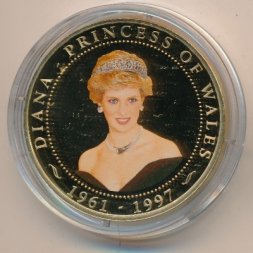 DIANA - PRINCESS OF WALES
1961 - 1997